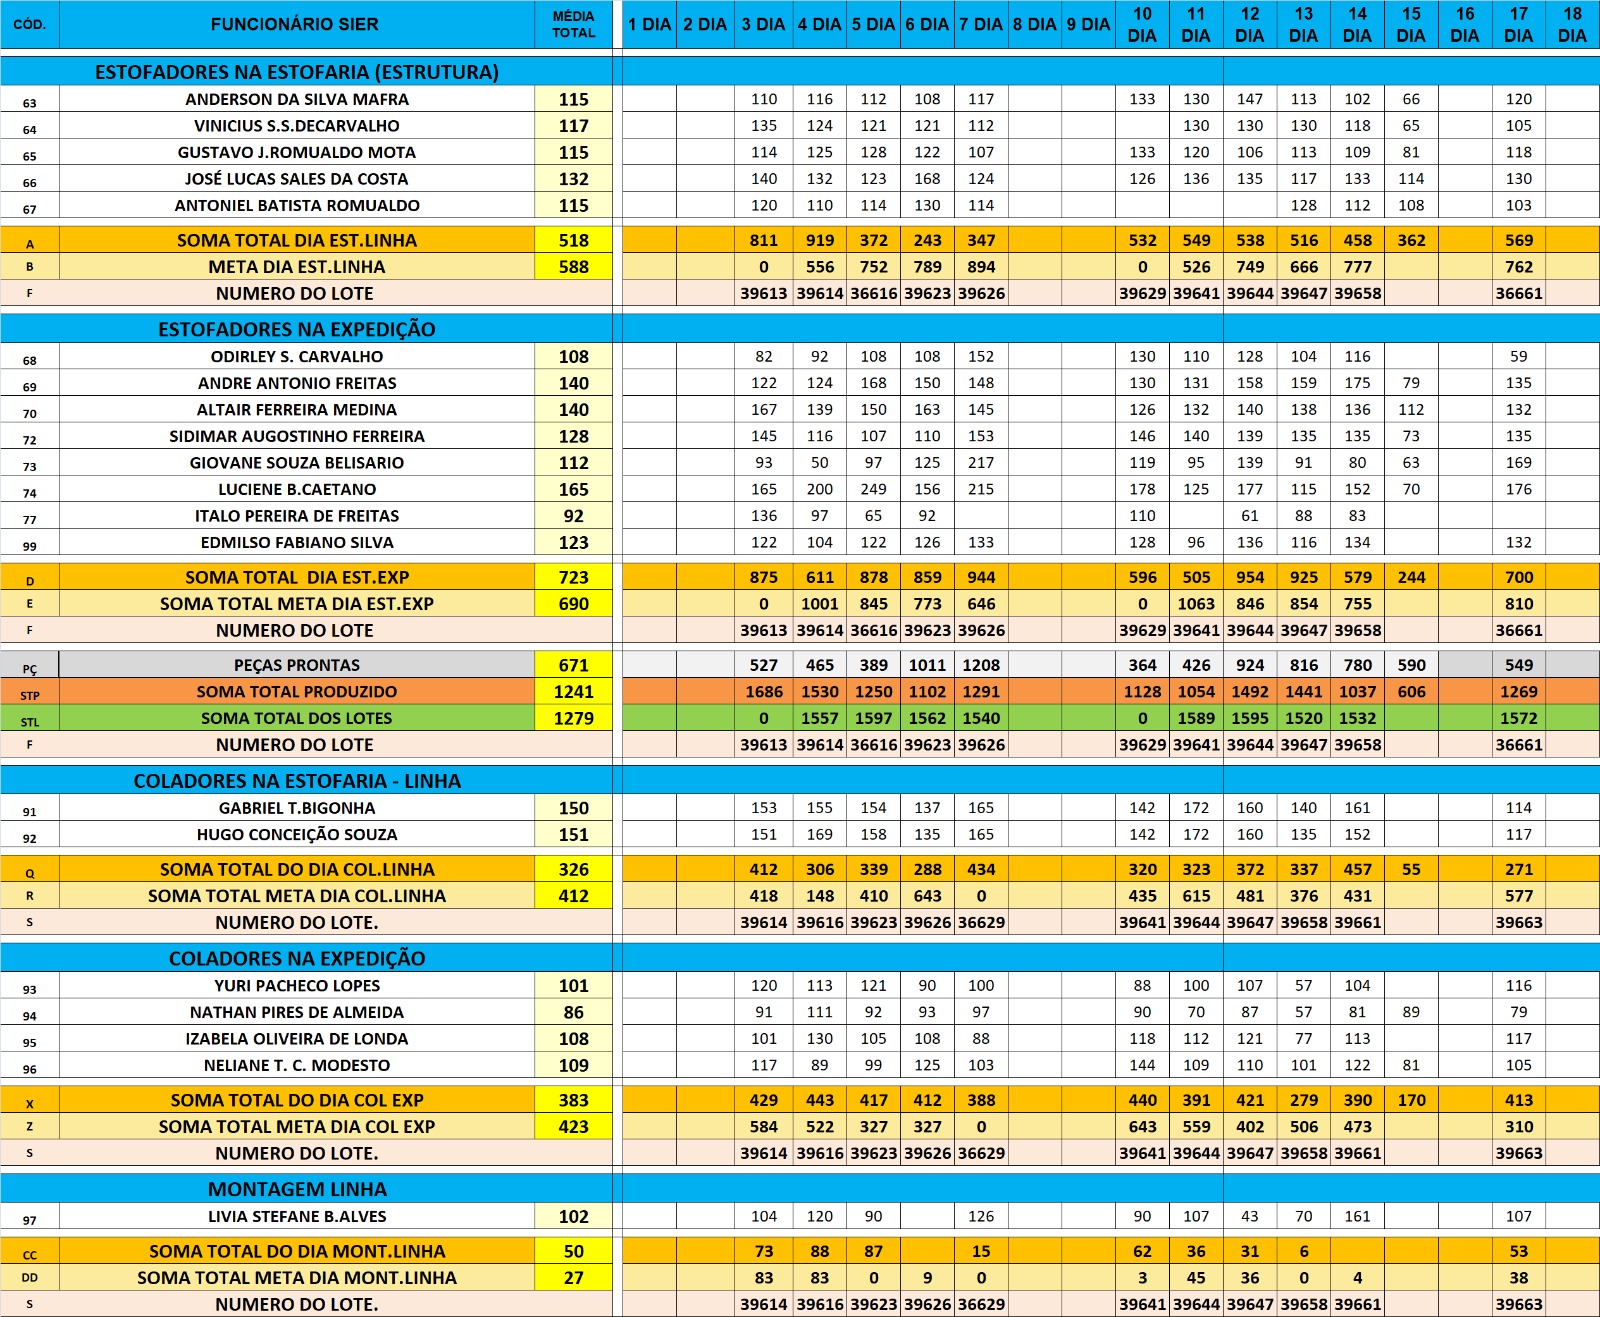 CÓD. FUNCIONÁRIO SIER MÉDIA TOTAL 1 DIA 2 DIA 3 DIA 4 DIA 5 DIA 6 DIA 7 DIA 8 DIA 9 DIA 10 DIA 11 DIA 12 DIA 13 DIA 14 DIA 15 DIA 16 DIA 17 DIA 18 DIA
ESTOFADORES NA ESTOFARIA (ESTRUTURA)
63 ANDERSON DA SILVA MAFRA 115 110 116 112 108 117 133 130 147 113 102 66 120
64 VINICIUS S.S.DECARVALHO 117 135 124 121 121 112 130 130 130 118 65 105
65 GUSTAVO J.ROMUALDO MOTA 115 114 125 128 122 107 133 120 106 113 109 81 118
66 JOSÉ LUCAS SALES DA COSTA 132 140 132 123 168 124 126 136 135 117 133 114 130
67 ANTONIEL BATISTA ROMUALDO 115 120 110 114 130 114 128 112 108 103
A SOMA TOTAL DIA EST.LINHA 518 811 919 372 243 347 532 549 538 516 458 362 569
B META DIA EST.LINHA 588 0 556 752 789 894 0 526 749 666 777 762
F NUMERO DO LOTE 39613 39614 36616 39623 39626 39629 39641 39644 39647 39658 36661
ESTOFADORES NA EXPEDIÇÃO
68 ODIRLEY S. CARVALHO 108 82 92 108 108 152 130 110 128 104 116 59
69 ANDRE ANTONIO FREITAS 140 122 124 168 150 148 130 131 158 159 175 79 135
70 ALTAIR FERREIRA MEDINA 140 167 139 150 163 145 126 132 140 138 136 112 132
72 SIDIMAR AUGOSTINHO FERREIRA 128 145 116 107 110 153 146 140 139 135 135 73 135
73 GIOVANE SOUZA BELISARIO 112 93 50 97 125 217 119 95 139 91 80 63 169
74 LUCIENE B.CAETANO 165 165 200 249 156 215 178 125 177 115 152 70 176
77 ITALO PEREIRA DE FREITAS 92 136 97 65 92 110 61 88 83
99 EDMILSO FABIANO SILVA 123 122 104 122 126 133 128 96 136 116 134 132
D SOMA TOTAL DIA EST.EXP 723 875 611 878 859 944 596 505 954 925 579 244 700
E SOMA TOTAL META DIA EST.EXP 690 0 1001 845 773 646 0 1063 846 854 755 810
F NUMERO DO LOTE 39613 39614 36616 39623 39626 39629 39641 39644 39647 39658 36661
PÇ PEÇAS PRONTAS 671 527 465 389 1011 1208 364 426 924 816 780 590 549
STP SOMA TOTAL PRODUZIDO 1241 1686 1530 1250 1102 1291 1128 1054 1492 1441 1037 606 1269
STL SOMA TOTAL DOS LOTES 1279 0 1557 1597 1562 1540 0 1589 1595 1520 1532 1572
F NUMERO DO LOTE 39613 39614 36616 39623 39626 39629 39641 39644 39647 39658 36661
COLADORES NA ESTOFARIA - LINHA
91 GABRIEL T.BIGONHA 150 153 155 154 137 165 142 172 160 140 161 114
92 HUGO CONCEIÇÃO SOUZA 151 151 169 158 135 165 142 172 160 135 152 117
Q SOMA TOTAL DO DIA COL.LINHA 326 412 306 339 288 434 320 323 372 337 457 55 271
R SOMA TOTAL META DIA COL.LINHA 412 418 148 410 643 0 435 615 481 376 431 577
S NUMERO DO LOTE. 39614 39616 39623 39626 36629 39641 39644 39647 39658 39661 39663
COLADORES NA EXPEDIÇÃO
93 YURI PACHECO LOPES 101 120 113 121 90 100 88 100 107 57 104 116
94 NATHAN PIRES DE ALMEIDA 86 91 111 92 93 97 90 70 87 57 81 89 79
95 IZABELA OLIVEIRA DE LONDA 108 101 130 105 108 88 118 112 121 77 113 117
96 NELIANE T. C. MODESTO 109 117 89 99 125 103 144 109 110 101 122 81 105
X SOMA TOTAL DO DIA COL EXP 383 429 443 417 412 388 440 391 421 279 390 170 413
Z SOMA TOTAL META DIA COL EXP 423 584 522 327 327 0 643 559 402 506 473 310
S NUMERO DO LOTE. 39614 39616 39623 39626 36629 39641 39644 39647 39658 39661 39663
MONTAGEM LINHA
97 LIVIA STEFANE B.ALVES 102 104 120 90 126 90 107 43 70 161 107
CC SOMA TOTAL DO DIA MONT.LINHA 50 73 88 87 15 62 36 31 6 53
DD SOMA TOTAL META DIA MONT.LINHA 27 83 83 0 9 0 3 45 36 0 4 38
S NUMERO DO LOTE. 39614 39616 39623 39626 36629 39641 39644 39647 39658 39661 39663